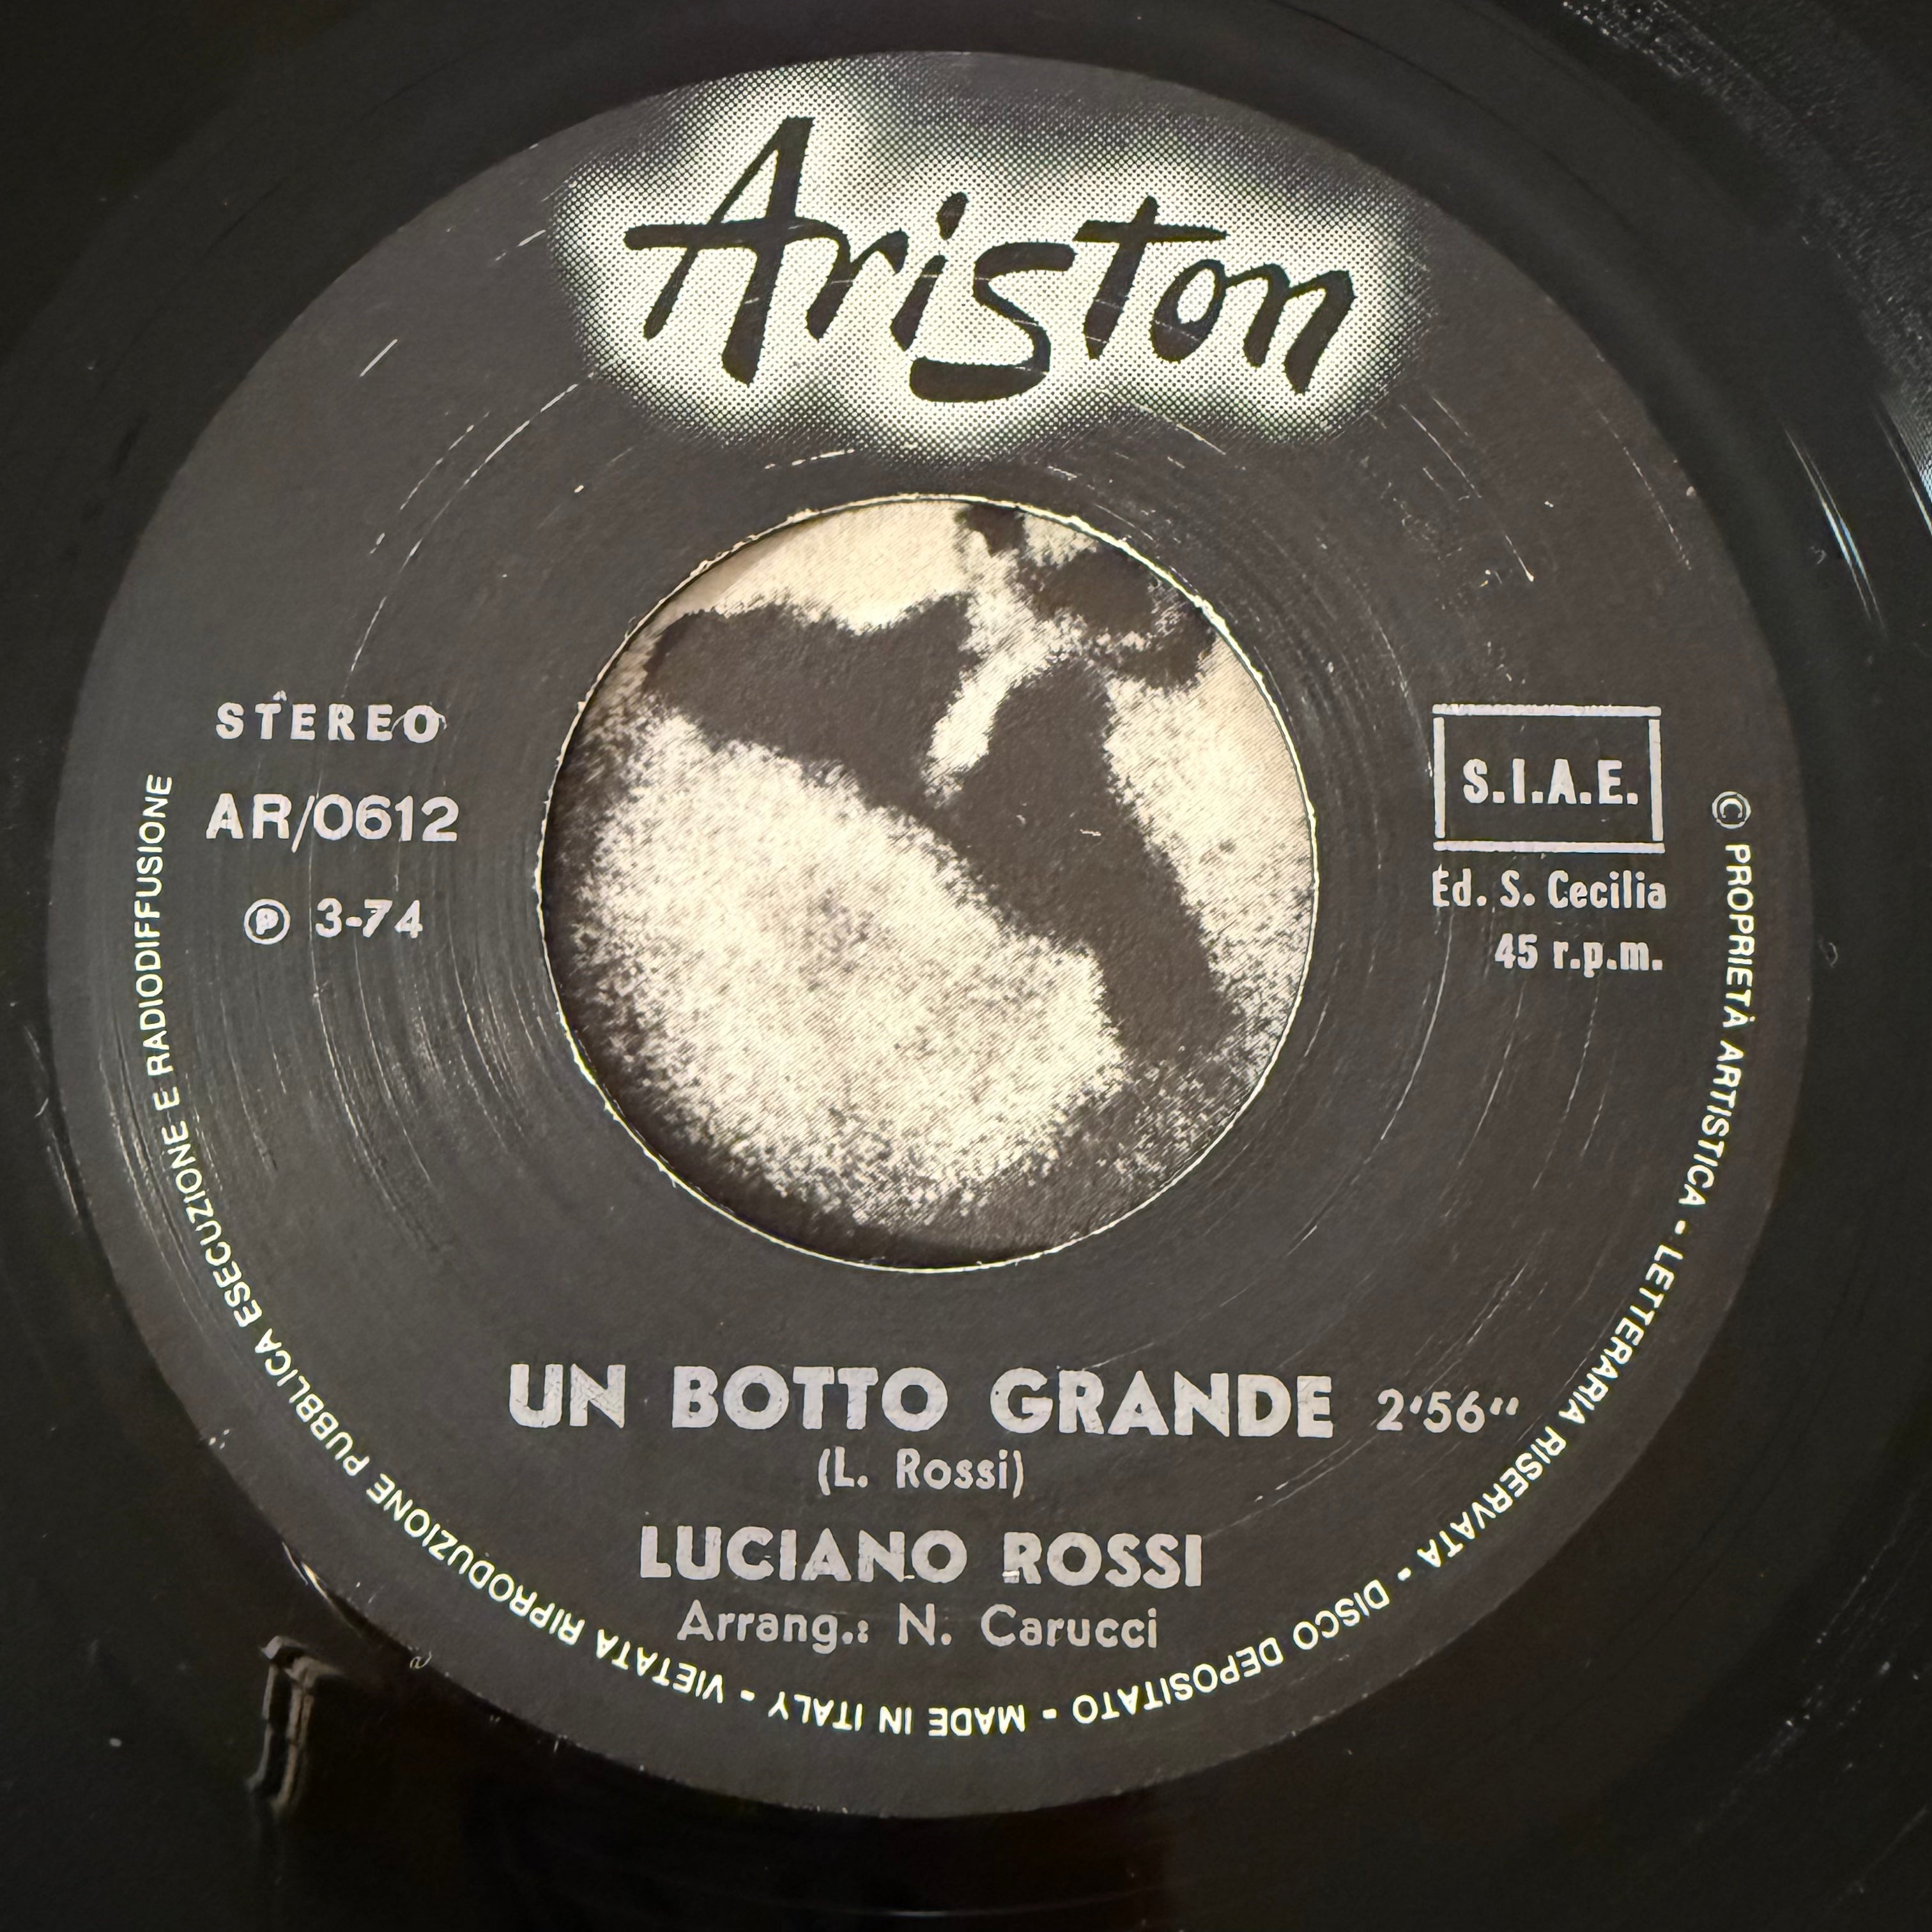 Ariston
STEREO
AR/0612
Ⓟ 3-74
S.I.A.E.
Ed. S. Cecilia
45 r.p.m.
UN BOTTO GRANDE 2'56"
(L. Rossi)
LUCIANO ROSSI
Arrang.: N. Carucci
© PROPRIETÀ ARTISTICA - LETTERARIA RISERVATA - DISCO DEPOSITATO - MADE IN ITALY - VIETATA RIPRODUZIONE PUBBLICA ESECUZIONE E RADIODIFFUSIONE